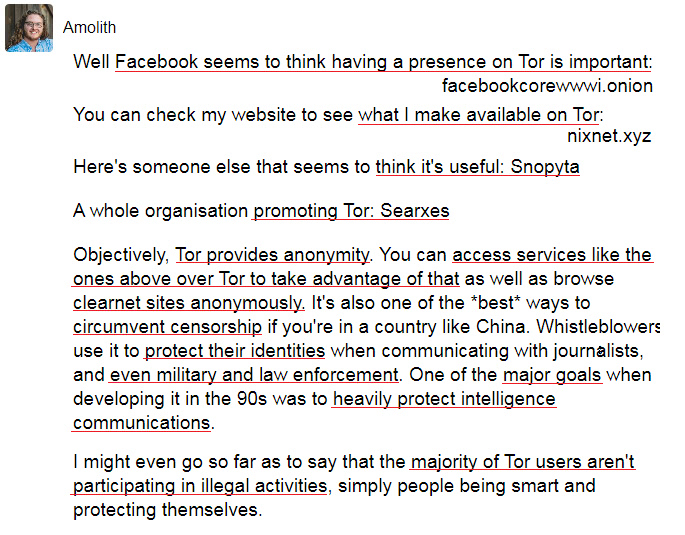 Amolith
Well Facebook seems to think having a presence on Tor is important:
facebookcorewwwi.onion
You can check my website to see what I make available on Tor:
nixnet.xyz
Here's someone else that seems to think it's useful: Snopyta
A whole organisation promoting Tor: Searxes
Objectively, Tor provides anonymity. You can access services like the
ones above over Tor to take advantage of that as well as browse
clearnet sites anonymously. It's also one of the *best* ways to
circumvent censorship if you're in a country like China. Whistleblowers
use it to protect their identities when communicating with journalists,
and even military and law enforcement. One of the major goals when
developing it in the 90s was to heavily protect intelligence
communications.
I might even go so far as to say that the majority of Tor users aren't
participating in illegal activities, simply people being smart and
protecting themselves.